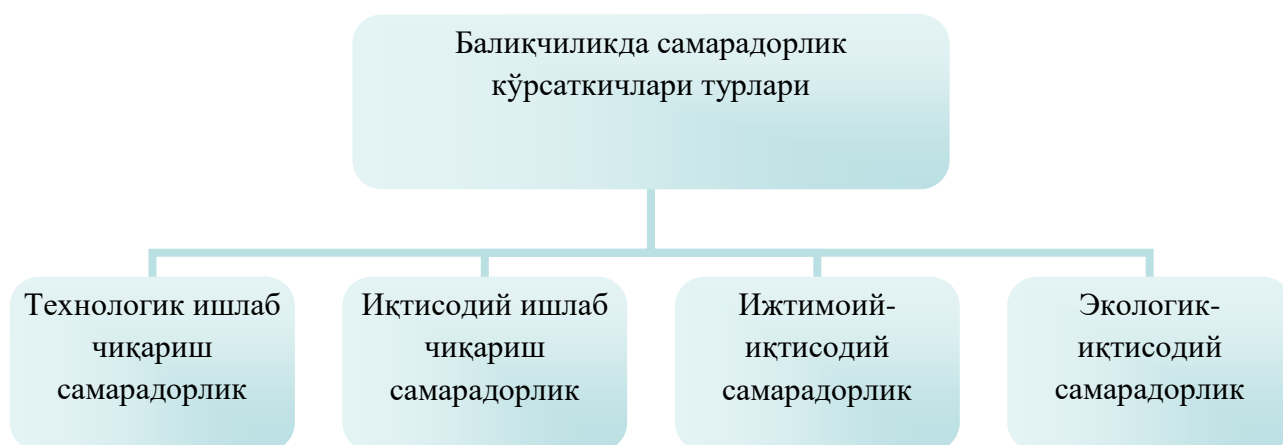 Балиқчиликда самарадорлик
кўрсаткичлари турлари
Технологик ишлаб
чиқариш
самарадорлик
Иқтисодий ишлаб
чиқариш
самарадорлик
Ижтимоий-
иқтисодий
самарадорлик
Экологик-
иқтисодий
самарадорлик